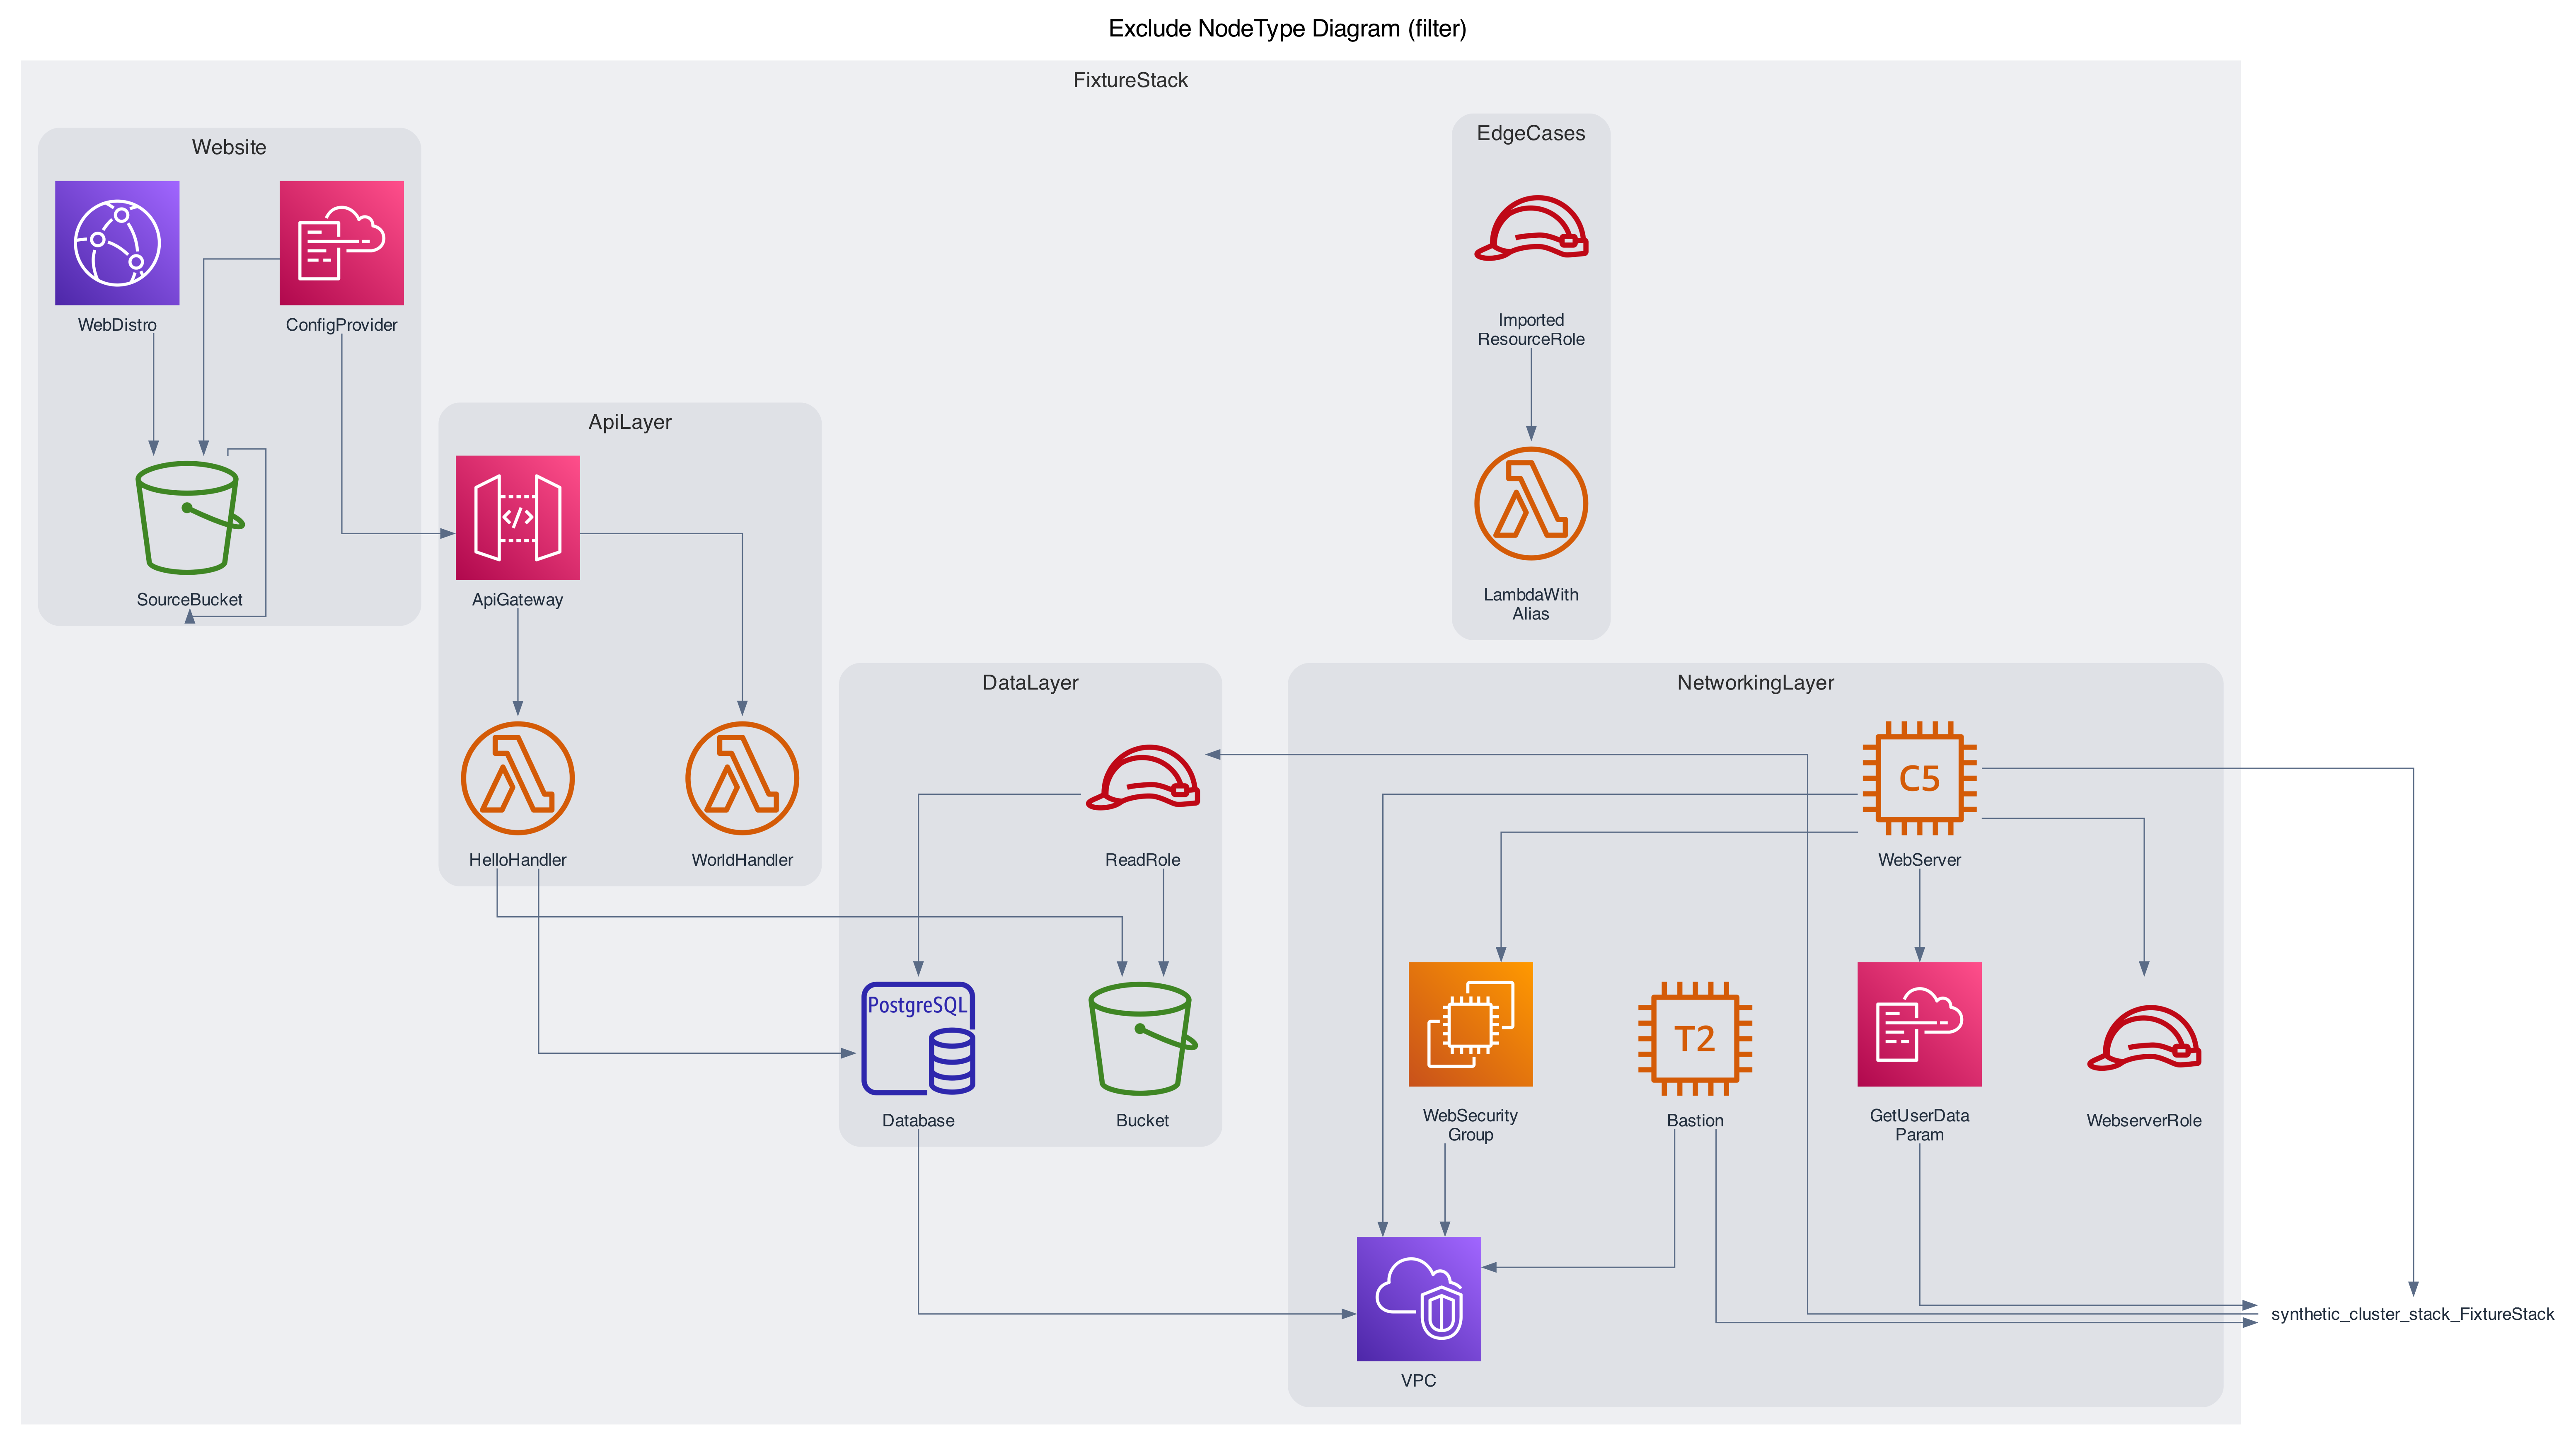 Exclude NodeType Diagram (filter)
FixtureStack
Website
WebDistro
ConfigProvider
SourceBucket
EdgeCases
Imported
ResourceRole
LambdaWith
Alias
ApiLayer
ApiGateway
HelloHandler
WorldHandler
DataLayer
ReadRole
PostgreSQL
Database
Bucket
NetworkingLayer
C5
WebServer
WebSecurity
Group
T2
Bastion
GetUserData
Param
WebserverRole
VPC
synthetic_cluster_stack_FixtureStack